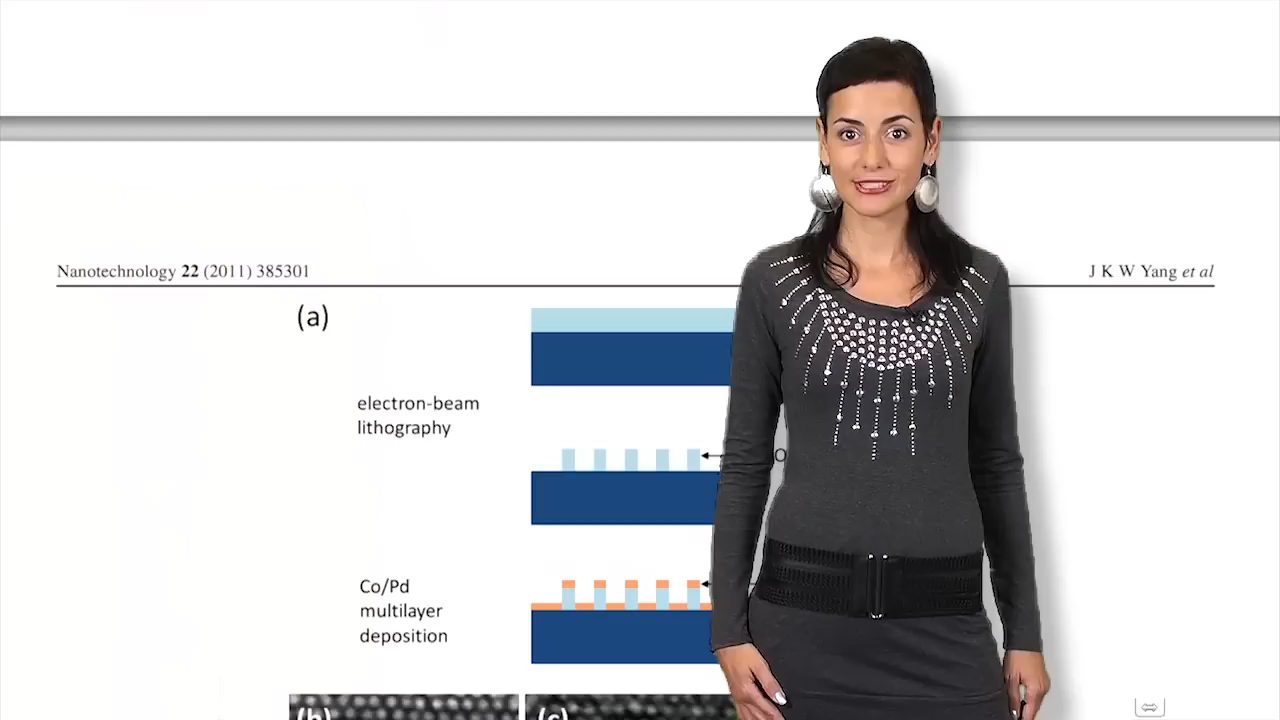 Nanotechnology 22 (2011) 385301
J K W Yang et al
(a)
electron-beam
lithography
Co/Pd
multilayer
deposition